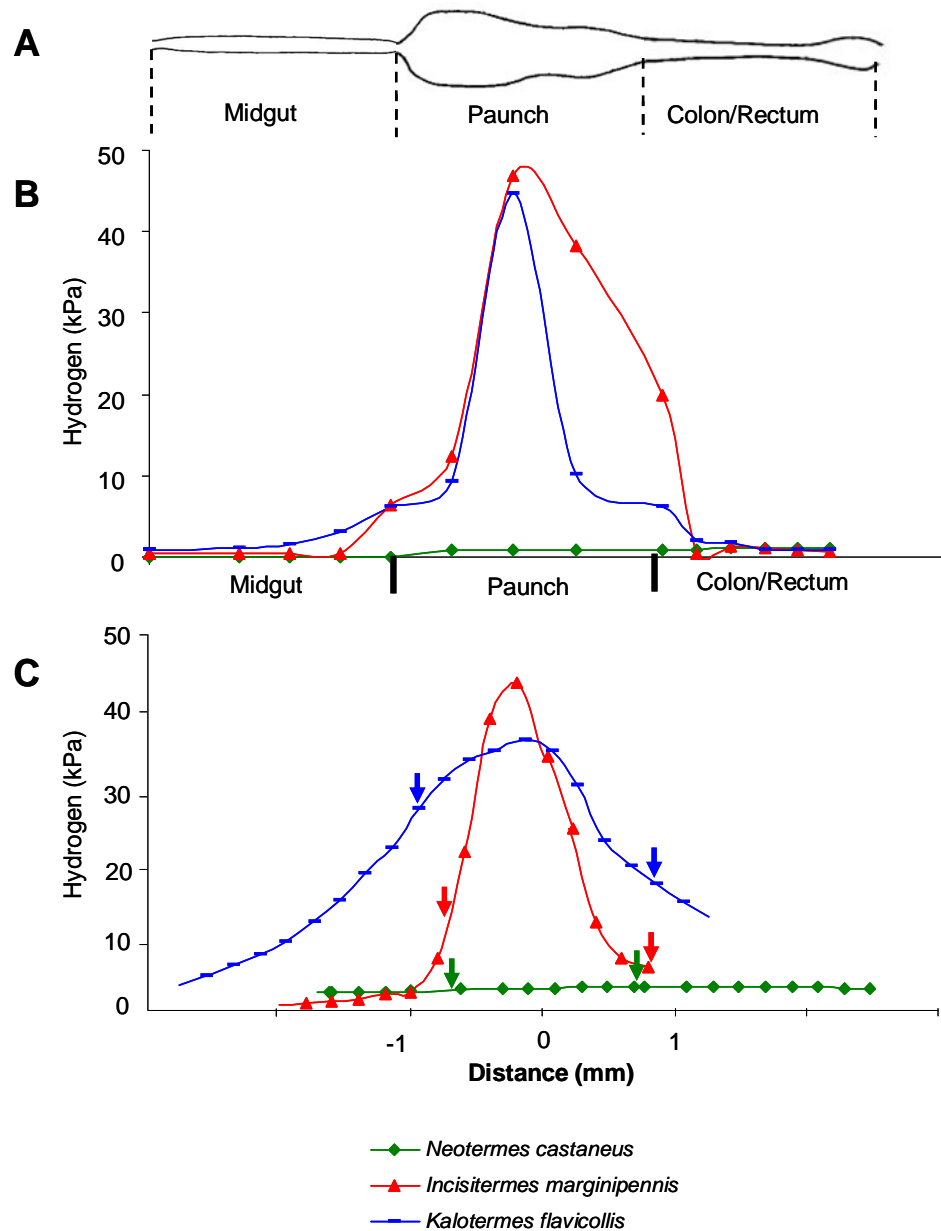 A
Midgut Paunch Colon/Rectum
B
50
40
30
20
10
0
Hydrogen (kPa)
Midgut Paunch Colon/Rectum
C
50
40
30
20
10
0
Hydrogen (kPa)
-1 0 1
Distance (mm)
Neotermes castaneus
Incisitermes marginipennis
Kalotermes flavicollis